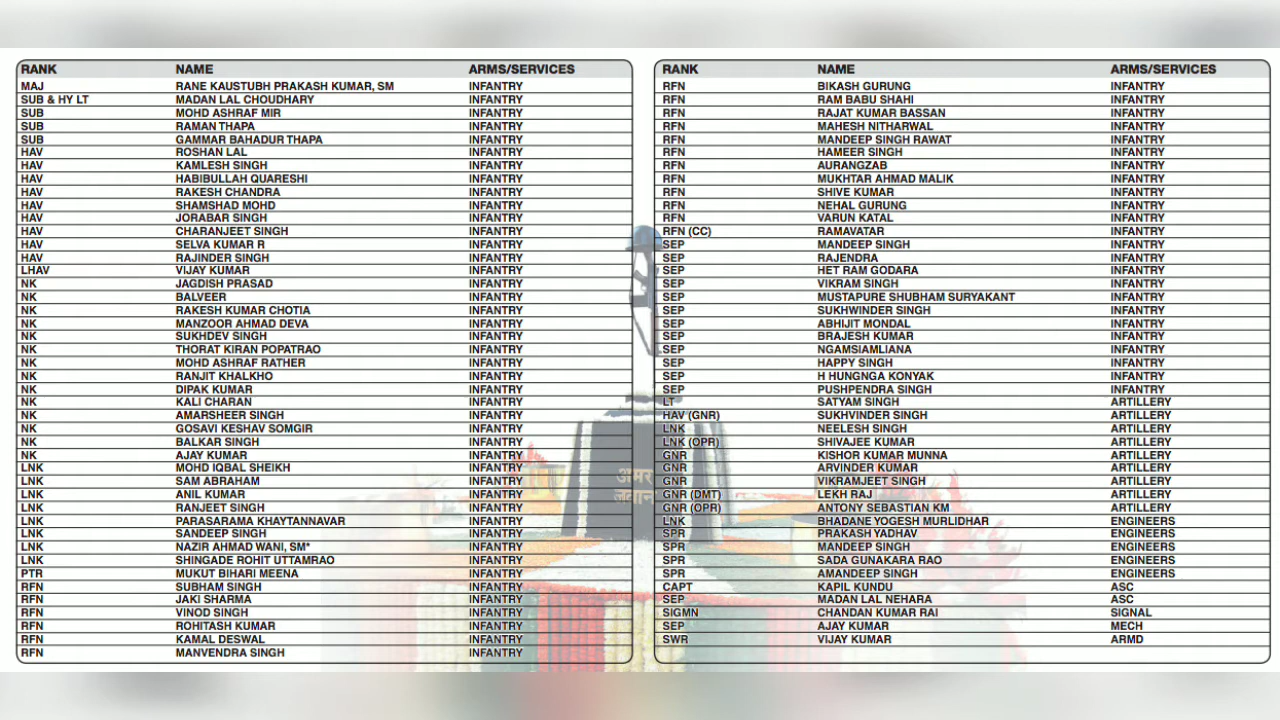 RANK NAME ARMS/SERVICES
MAJ RANE KAUSTUBH PRAKASH KUMAR, SM INFANTRY
SUB & HY LT MADAN LAL CHOUDHARY INFANTRY
SUB MOHD ASHRAF MIR INFANTRY
SUB RAMAN THAPA INFANTRY
SUB GAMMAR BAHADUR THAPA INFANTRY
HAV ROSHAN LAL INFANTRY
HAV KAMLESH SINGH INFANTRY
HAV HABIBULLAH QUARESHI INFANTRY
HAV RAKESH CHANDRA INFANTRY
HAV SHAMSHAD MOHD INFANTRY
HAV JORABAR SINGH INFANTRY
HAV CHARANJEET SINGH INFANTRY
HAV SELVA KUMAR R INFANTRY
HAV RAJINDER SINGH INFANTRY
LHAV VIJAY KUMAR INFANTRY
NK JAGDISH PRASAD INFANTRY
NK BALVEER INFANTRY
NK RAKESH KUMAR CHOTIA INFANTRY
NK MANZOOR AHMAD DEVA INFANTRY
NK SUKHDEV SINGH INFANTRY
NK THORAT KIRAN POPATRAO INFANTRY
NK MOHD ASHRAF RATHER INFANTRY
NK RANJIT KHALKHO INFANTRY
NK DIPAK KUMAR INFANTRY
NK KALI CHARAN INFANTRY
NK AMARSHEER SINGH INFANTRY
NK GOSAVI KESHAV SOMGIR INFANTRY
NK BALKAR SINGH INFANTRY
NK AJAY KUMAR INFANTRY
LNK MOHD IQBAL SHEIKH INFANTRY
LNK SAM ABRAHAM INFANTRY
LNK ANIL KUMAR INFANTRY
LNK RANJEET SINGH INFANTRY
LNK PARASARAMA KHAYTANNAVAR INFANTRY
LNK SANDEEP SINGH INFANTRY
LNK NAZIR AHMAD WANI, SM* INFANTRY
LNK SHINGADE ROHIT UTTAMRAO INFANTRY
PTR MUKUT BIHARI MEENA INFANTRY
RFN SUBHAM SINGH INFANTRY
RFN JAKI SHARMA INFANTRY
RFN VINOD SINGH INFANTRY
RFN ROHITASH KUMAR INFANTRY
RFN KAMAL DESWAL INFANTRY
RFN MANVENDRA SINGH INFANTRY
RANK NAME ARMS/SERVICES
RFN BIKASH GURUNG INFANTRY
RFN RAM BABU SHAHI INFANTRY
RFN RAJAT KUMAR BASSAN INFANTRY
RFN MAHESH NITHARWAL INFANTRY
RFN MANDEEP SINGH RAWAT INFANTRY
RFN HAMEER SINGH INFANTRY
RFN AURANGZAB INFANTRY
RFN MUKHTAR AHMAD MALIK INFANTRY
RFN SHIVE KUMAR INFANTRY
RFN NEHAL GURUNG INFANTRY
RFN VARUN KATAL INFANTRY
RFN (CC) RAMAVATAR INFANTRY
SEP MANDEEP SINGH INFANTRY
SEP RAJENDRA INFANTRY
SEP HET RAM GODARA INFANTRY
SEP VIKRAM SINGH INFANTRY
SEP MUSTAPURE SHUBHAM SURYAKANT INFANTRY
SEP SUKHWINDER SINGH INFANTRY
SEP ABHIJIT MONDAL INFANTRY
SEP BRAJESH KUMAR INFANTRY
SEP NGAMSIAMLIANA INFANTRY
SEP HAPPY SINGH INFANTRY
SEP H HUNGNGA KONYAK INFANTRY
SEP PUSHPENDRA SINGH INFANTRY
LT SATYAM SINGH ARTILLERY
HAV (GNR) SUKHVINDER SINGH ARTILLERY
LNK NEELESH SINGH ARTILLERY
LNK (OPR) SHIVAJEE KUMAR ARTILLERY
GNR KISHOR KUMAR MUNNA ARTILLERY
GNR ARVINDER KUMAR ARTILLERY
GNR VIKRAMJEET SINGH ARTILLERY
GNR (DMT) LEKH RAJ ARTILLERY
GNR (OPR) ANTONY SEBASTIAN KM ARTILLERY
LNK BHADANE YOGESH MURLIDHAR ENGINEERS
SPR PRAKASH YADHAV ENGINEERS
SPR MANDEEP SINGH ENGINEERS
SPR SADA GUNAKARA RAO ENGINEERS
SPR AMANDEEP SINGH ENGINEERS
CAPT KAPIL KUNDU ASC
SEP MADAN LAL NEHARA ASC
SIGMN CHANDAN KUMAR RAI SIGNAL
SEP AJAY KUMAR MECH
SWR VIJAY KUMAR ARMD
अमर